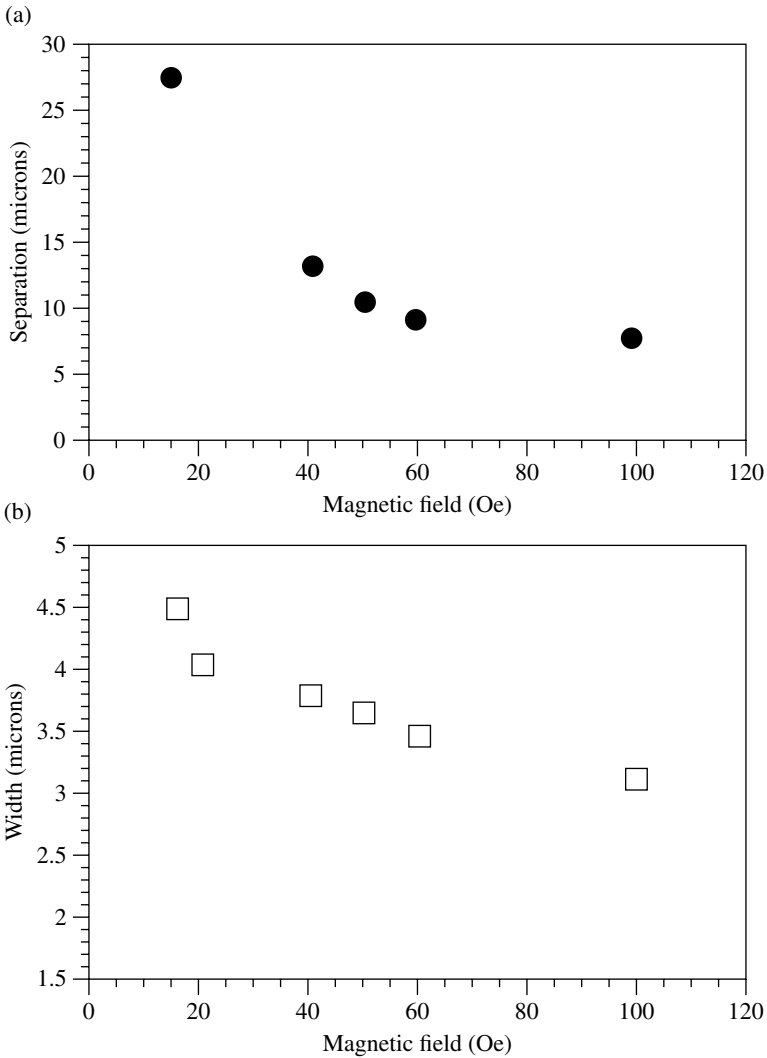 (a)
30
25
20
15
10
5
0
Separation (microns)
0 20 40 60 80 100 120
Magnetic field (Oe)
(b)
5
4.5
4
3.5
3
2.5
2
1.5
Width (microns)
0 20 40 60 80 100 120
Magnetic field (Oe)